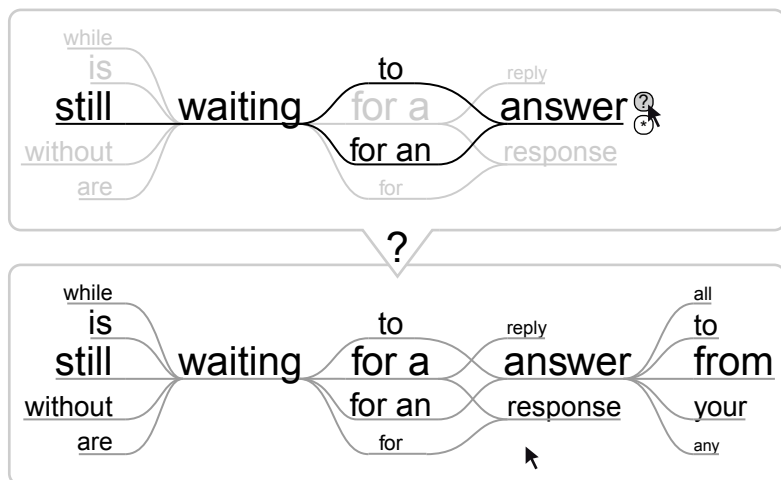 while
is to reply
still waiting for a answer ?
*
without for an response
are for
?
while all
is to reply to
still waiting for a answer from
without for an response your
are for any